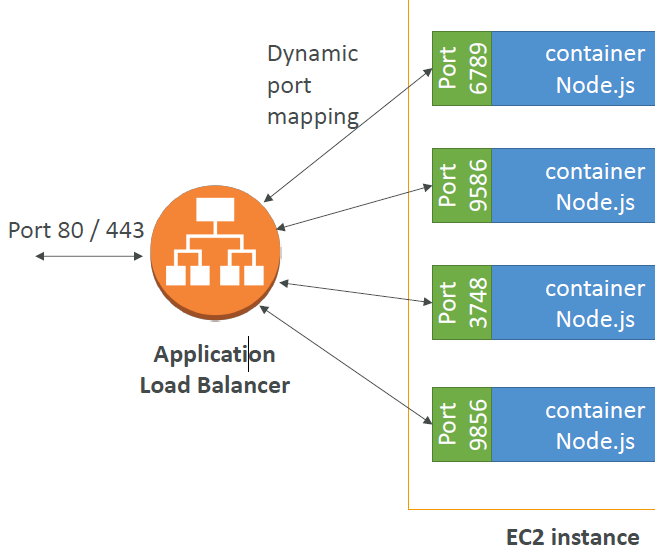 Dynamic
port
mapping
Port 80 / 443
Application
Load Balancer
Port
6789
container
Node.js
Port
9586
container
Node.js
Port
3748
container
Node.js
Port
9856
container
Node.js
EC2 instance